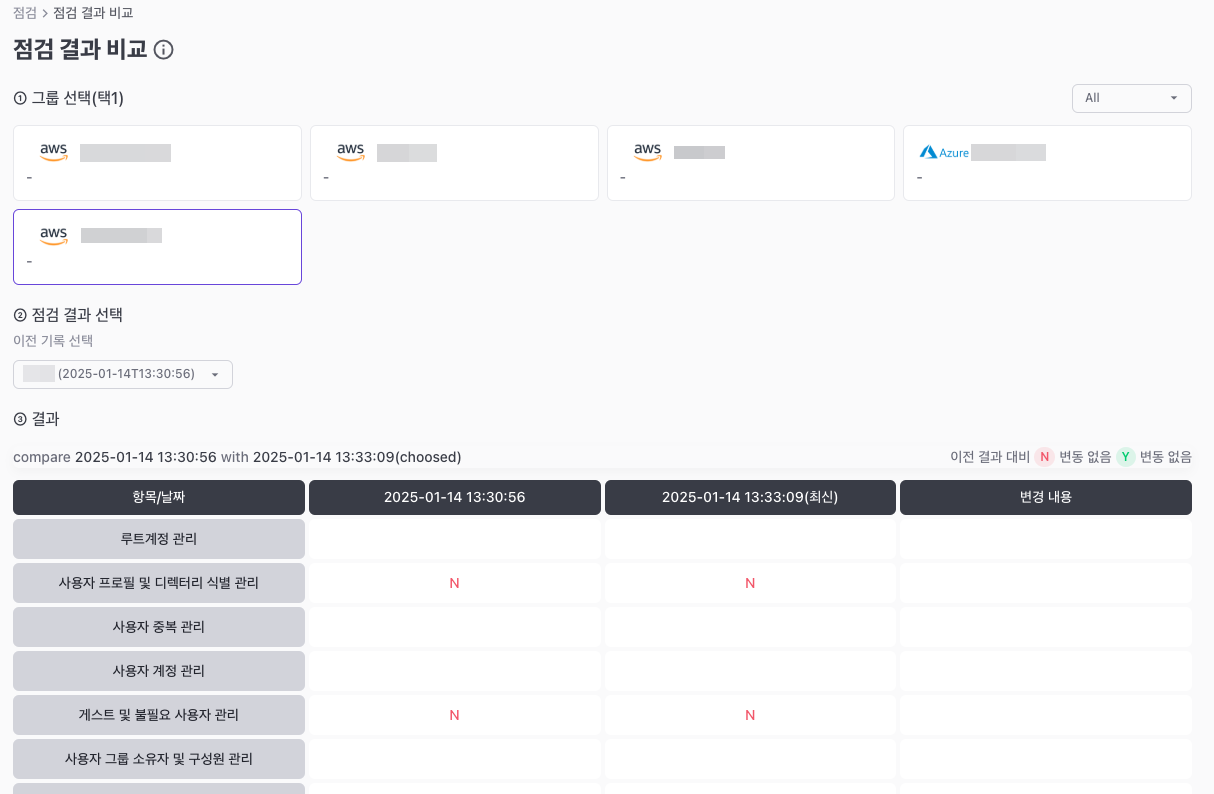 점검 > 점검 결과 비교
점검 결과 비교
① 그룹 선택(택1)
All
aws
-
aws
-
aws
-
Azure
-
aws
-
② 점검 결과 선택
이전 기록 선택
(2025-01-14T13:30:56)
③ 결과
compare 2025-01-14 13:30:56 with 2025-01-14 13:33:09(choosed)
이전 결과 대비 N 변동 없음 Y 변동 없음
항목/날짜 2025-01-14 13:30:56 2025-01-14 13:33:09(최신) 변경 내용
루트계정 관리
사용자 프로필 및 디렉터리 식별 관리 N N
사용자 중복 관리
사용자 계정 관리
게스트 및 불필요 사용자 관리 N N
사용자 그룹 소유자 및 구성원 관리